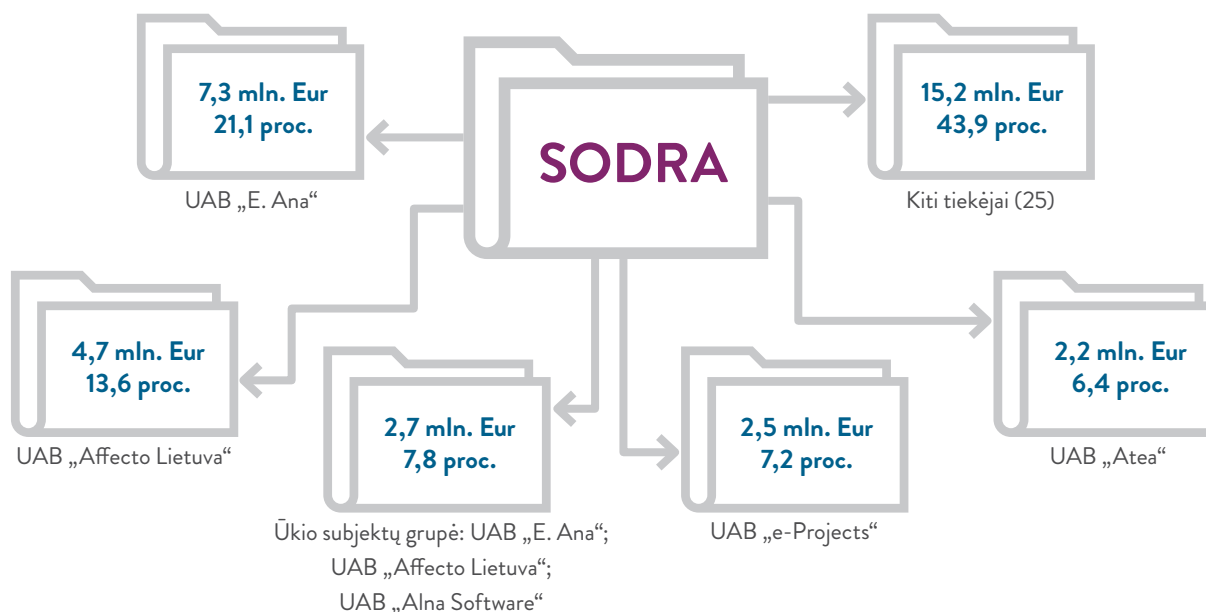 7,3 mln. Eur
21,1 proc.
UAB „E. Ana“
SODRA
15,2 mln. Eur
43,9 proc.
Kiti tiekėjai (25)
4,7 mln. Eur
13,6 proc.
UAB „Affecto Lietuva“
2,7 mln. Eur
7,8 proc.
Ūkio subjektų grupė: UAB „E. Ana“;
UAB „Affecto Lietuva“;
UAB „Alna Software“
2,5 mln. Eur
7,2 proc.
UAB „e-Projects“
2,2 mln. Eur
6,4 proc.
UAB „Atea“